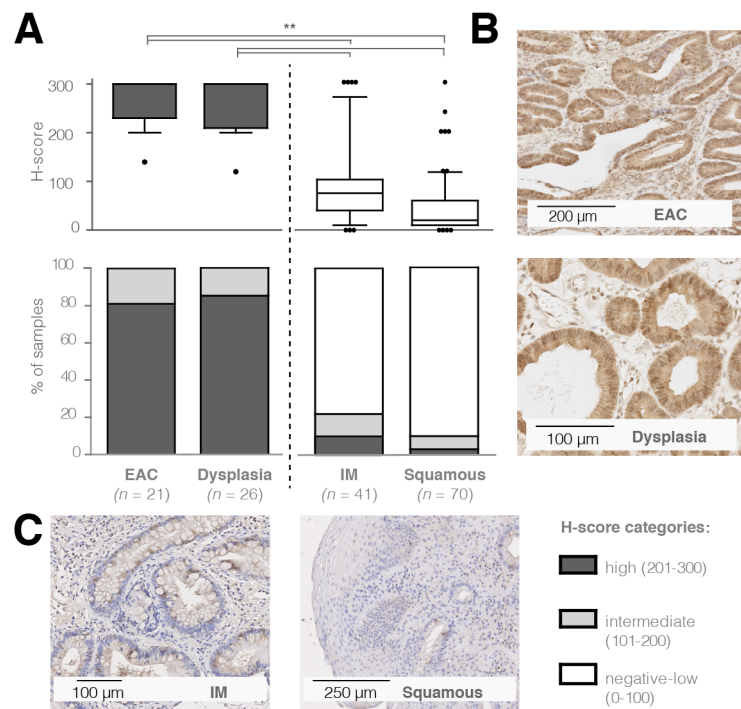 A
**
H-score
300
200
100
0
% of samples
100
80
60
40
20
0
EAC
(n = 21)
Dysplasia
(n = 26)
IM
(n = 41)
Squamous
(n = 70)
B
200 µm
EAC
100 µm
Dysplasia
C
100 µm
IM
250 µm
Squamous
H-score categories:
high (201-300)
intermediate
(101-200)
negative-low
(0-100)